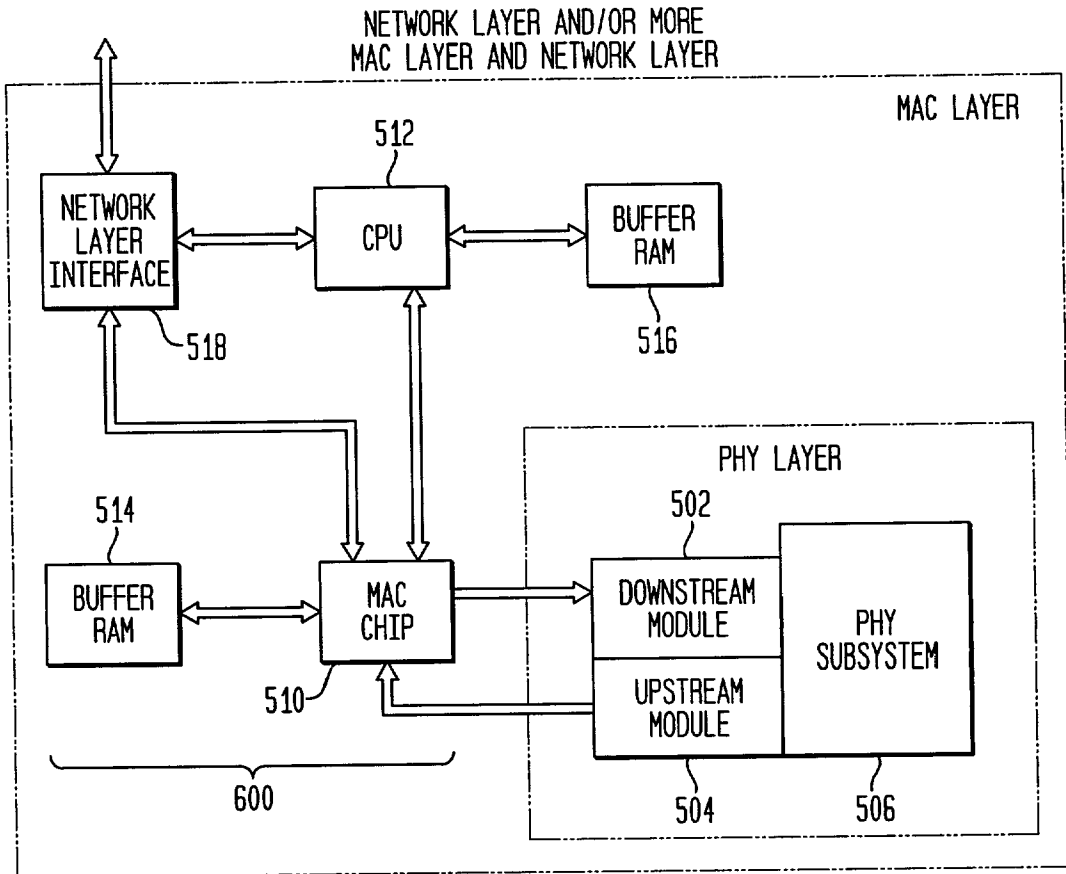 NETWORK LAYER AND/OR MORE
MAC LAYER AND NETWORK LAYER
MAC LAYER
512
NETWORK
LAYER
INTERFACE
CPU
BUFFER
RAM
518
516
PHY LAYER
514
502
BUFFER
RAM
MAC
CHIP
DOWNSTREAM
MODULE
PHY
SUBSYSTEM
510
UPSTREAM
MODULE
600
504
506